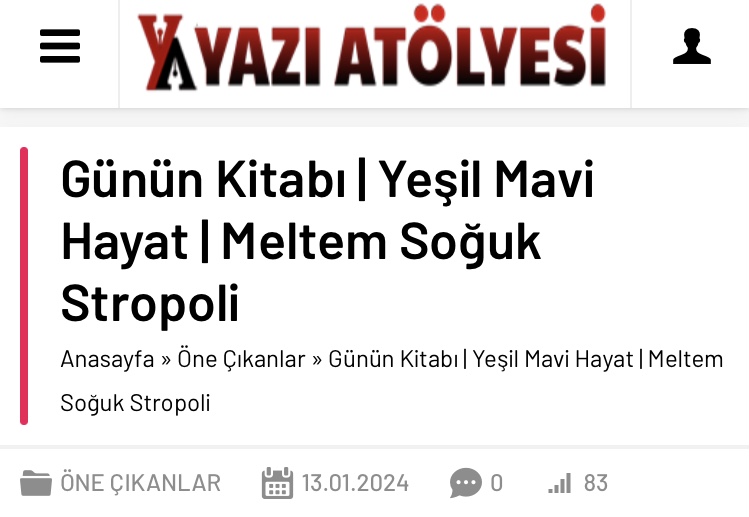 YAZI ATÖLYESİ
Günün Kitabı | Yeşil Mavi
Hayat | Meltem Soğuk
Stropoli
Anasayfa » Öne Çıkanlar » Günün Kitabı | Yeşil Mavi Hayat | Meltem
Soğuk Stropoli
ÖNE ÇIKANLAR 13.01.2024 0 83